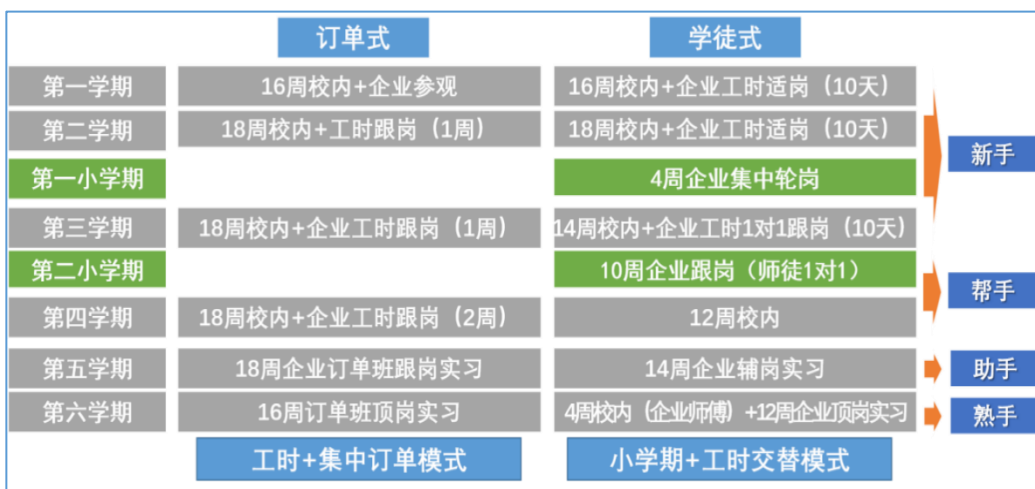 订单式 学徒式
第一学期 16周校内+企业参观 16周校内+企业工时适岗（10天）
第二学期 18周校内+工时跟岗（1周） 18周校内+企业工时适岗（10天）
新手
第一小学期 4周企业集中轮岗
第三学期 18周校内+企业工时跟岗（1周） 14周校内+企业工时1对1跟岗（10天）
第二小学期 10周企业跟岗（师徒1对1）
帮手
第四学期 18周校内+企业工时跟岗（2周） 12周校内
第五学期 18周企业订单班跟岗实习 14周企业辅岗实习 助手
第六学期 16周订单班顶岗实习 4周校内（企业师傅）+12周企业顶岗实习 熟手
工时+集中订单模式 小学期+工时交替模式